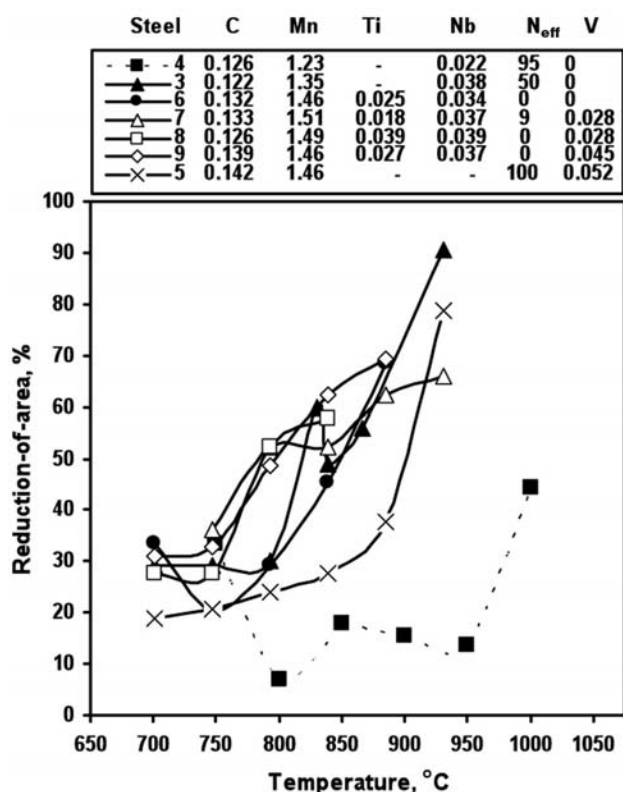 Steel C Mn Ti Nb Neff V
4 0.126 1.23 - 0.022 95 0
3 0.122 1.35 - 0.038 50 0
6 0.132 1.46 0.025 0.034 0 0
7 0.133 1.51 0.018 0.037 9 0.028
8 0.126 1.49 0.039 0.039 0 0.028
9 0.139 1.46 0.027 0.037 0 0.045
5 0.142 1.46 - - 100 0.052
100
90
80
70
60
50
40
30
20
10
0
Reduction-of-area, %
650 700 750 800 850 900 950 1000 1050
Temperature, °C